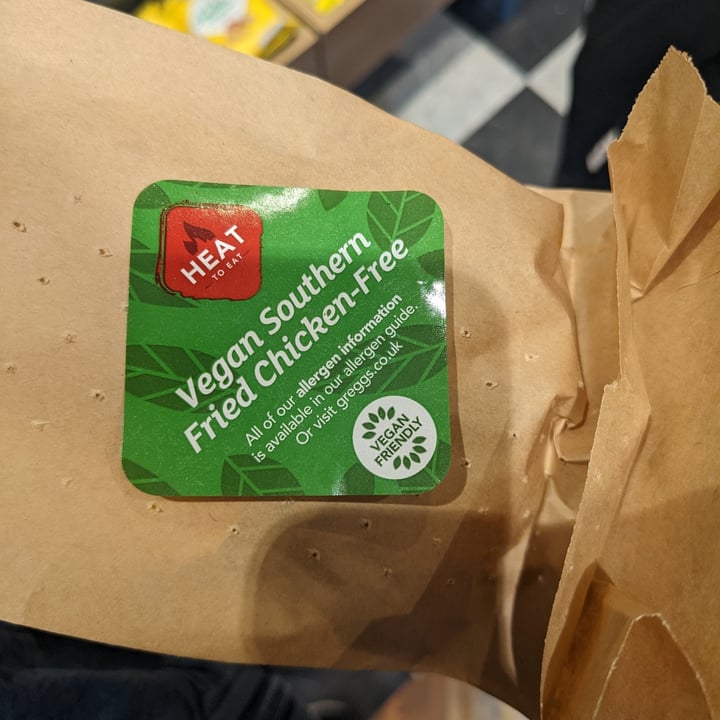 HEAT
TO EAT
Vegan Southern
Fried Chicken-Free
All of our allergen information
is available in our allergen guide.
Or visit greggs.co.uk
VEGAN
FRIENDLY